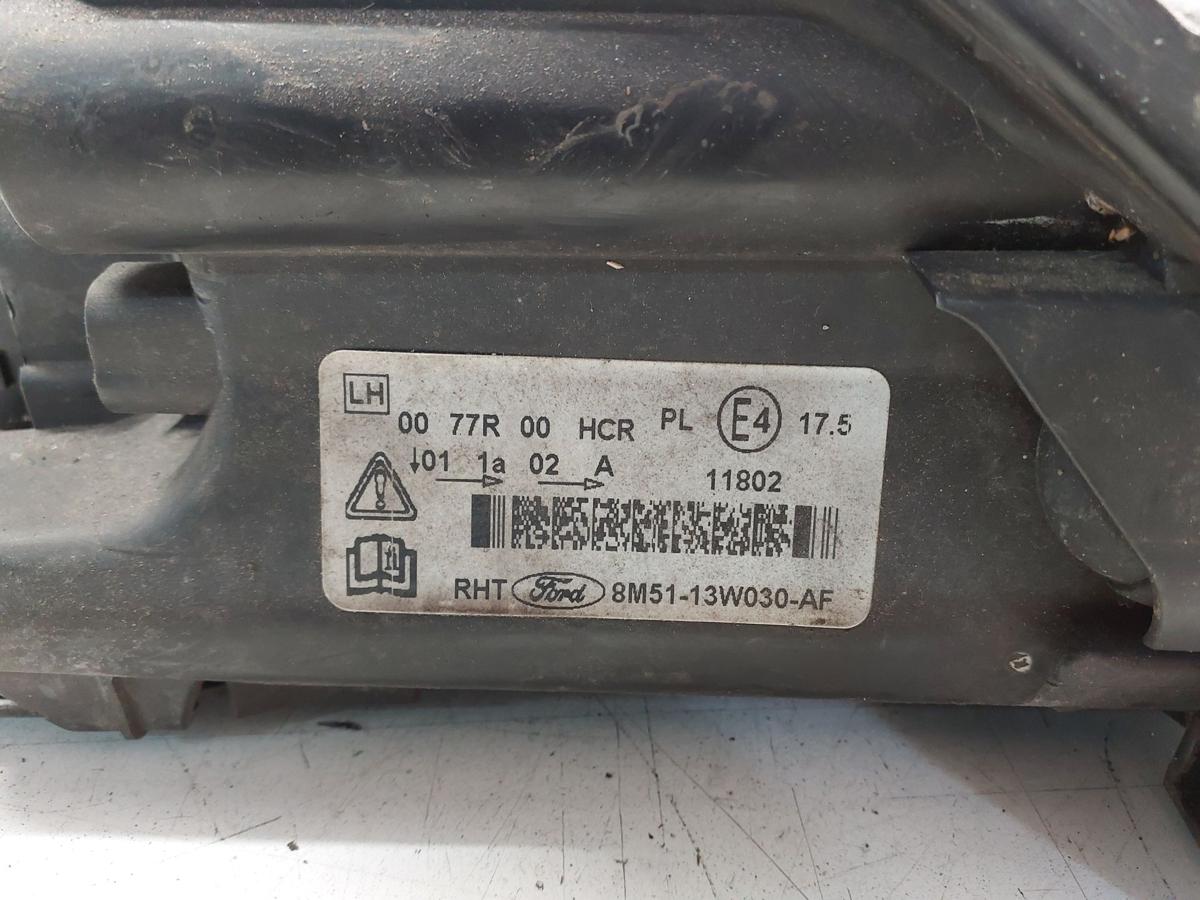 LH
00 77R 00 HCR PL E4 17.5
↓01 1a 02 A 11802
RHT Ford 8M51-13W030-AF